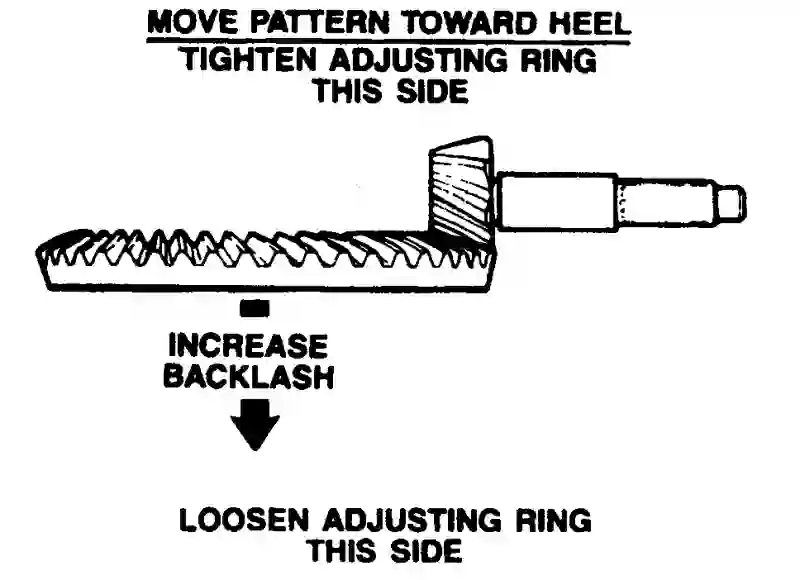 MOVE PATTERN TOWARD HEEL
TIGHTEN ADJUSTING RING
THIS SIDE
INCREASE
BACKLASH
LOOSEN ADJUSTING RING
THIS SIDE